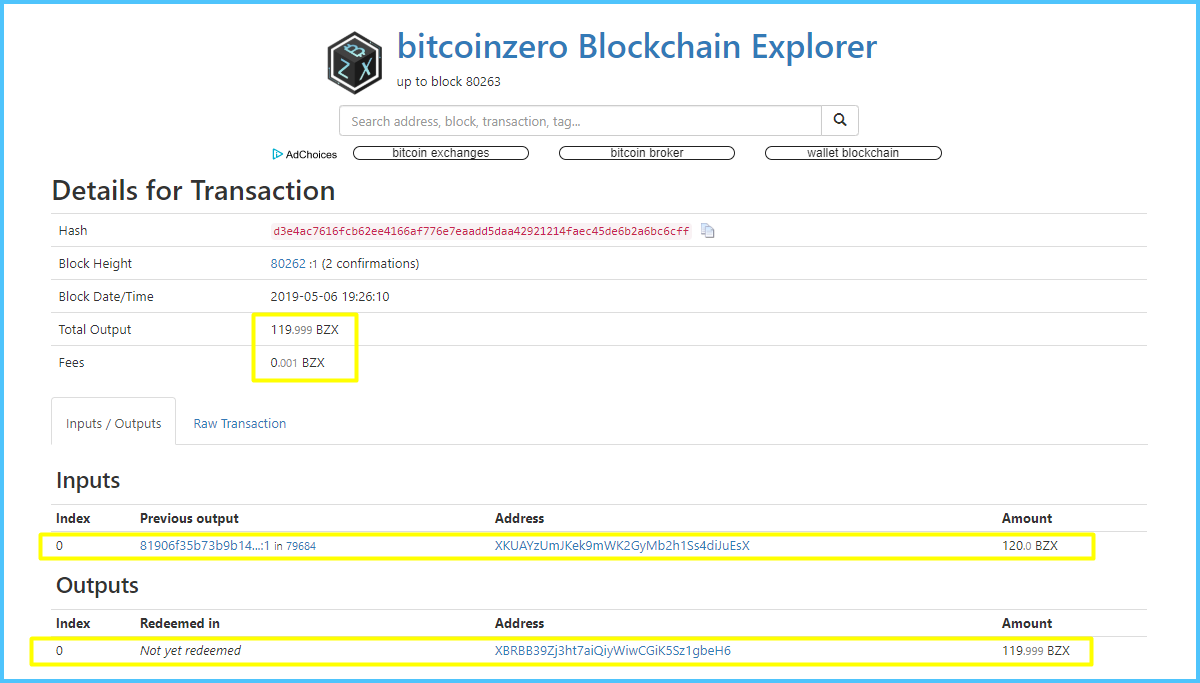 bitcoinzero Blockchain Explorer
up to block 80263
Search address, block, transaction, tag...
AdChoices bitcoin exchanges bitcoin broker wallet blockchain
Details for Transaction
Hash d3e4ac7616fcb62ee4166af776e7eaadd5daa42921214faec45de6b2a6bc6cff
Block Height 80262 :1 (2 confirmations)
Block Date/Time 2019-05-06 19:26:10
Total Output 119.999 BZX
Fees 0.001 BZX
Inputs / Outputs Raw Transaction
Inputs
Index Previous output Address Amount
0 81906f35b73b9b14...:1 in 79684 XKUAYzUmJKek9mWK2GyMb2h1Ss4diJuEsX 120.0 BZX
Outputs
Index Redeemed in Address Amount
0 Not yet redeemed XBRBB39Zj3ht7aiQiyWiwCGiK5Sz1gbeH6 119.999 BZX